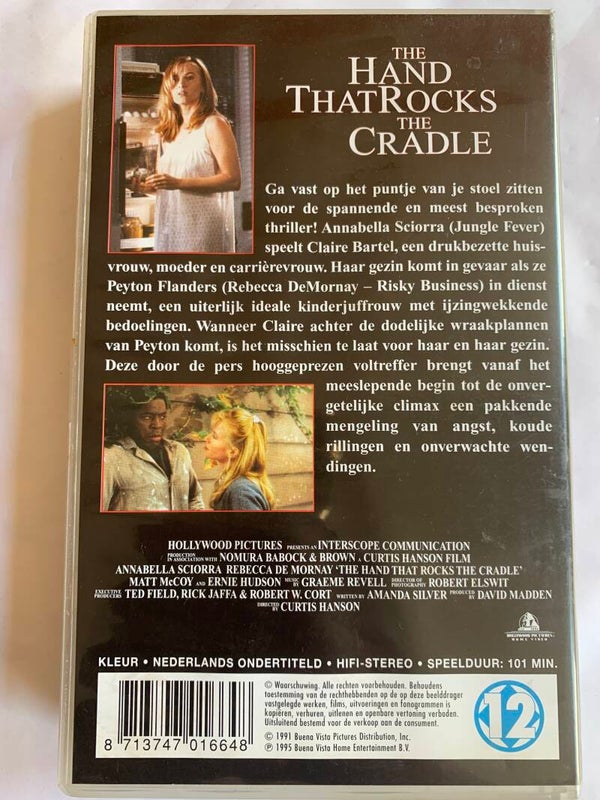 THE
HAND
THAT ROCKS
THE
CRADLE
Ga vast op het puntje van je stoel zitten
voor de spannende en meest besproken
thriller! Annabella Sciorra (Jungle Fever)
speelt Claire Bartel, een drukbezette huis-
vrouw, moeder en carrièrevrouw. Haar gezin komt in gevaar als ze
Peyton Flanders (Rebecca DeMornay – Risky Business) in dienst
neemt, een uiterlijk ideale kinderjuffrouw met ijzingwekkende
bedoelingen. Wanneer Claire achter de dodelijke wraakplannen
van Peyton komt, is het misschien te laat voor haar en haar gezin.
Deze door de pers hooggeprezen voltreffer brengt vanaf het
meeslepende begin tot de onver-
getelijke climax een pakkende
mengeling van angst, koude
rillingen en onverwachte wen-
dingen.
HOLLYWOOD PICTURES PRESENTS AN INTERSCOPE COMMUNICATION
PRODUCTION IN ASSOCIATION WITH NOMURA BABOCK & BROWN A CURTIS HANSON FILM
ANNABELLA SCIORRA REBECCA DE MORNAY 'THE HAND THAT ROCKS THE CRADLE'
MATT McCOY AND ERNIE HUDSON MUSIC BY GRAEME REVELL DIRECTOR OF PHOTOGRAPHY ROBERT ELSWIT
EXECUTIVE PRODUCERS TED FIELD, RICK JAFFA & ROBERT W. CORT WRITTEN BY AMANDA SILVER PRODUCED BY DAVID MADDEN
DIRECTED BY CURTIS HANSON
HOLLYWOOD PICTURES
HOME VIDEO
KLEUR • NEDERLANDS ONDERTITELD • HIFI-STEREO • SPEELDUUR: 101 MIN.
© Waarschuwing. Alle rechten voorbehouden. Behoudens
toestemming van de rechthebbenden op de op deze beelddrager
vastgelegde werken, films, uitvoeringen en fonogrammen is
kopiëren, verhuren, uitlenen en openbare vertoning verboden.
Uitsluitend bestemd voor de verkoop aan de consument.
© 1991 Buena Vista Pictures Distribution, Inc.
℗ 1995 Buena Vista Home Entertainment B.V.
8 713747 016648
12